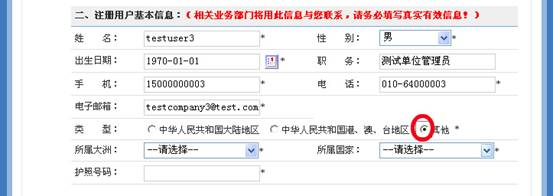 二、注册用户基本信息：（相关业务部门将用此信息与您联系，请务必填写真实有效信息！）
姓 名： testuser3 * 性 别： 男 *
出生日期： 1970-01-01 * 职 务： 测试单位管理员
手 机： 15000000003 * 电 话： 010-64000003 *
电子邮箱： testcompany3@test.com *
类 型： 中华人民共和国大陆地区 中华人民共和国港、澳、台地区 其他 *
所属大洲： --请选择-- * 所属国家： --请选择-- *
护照号码： *